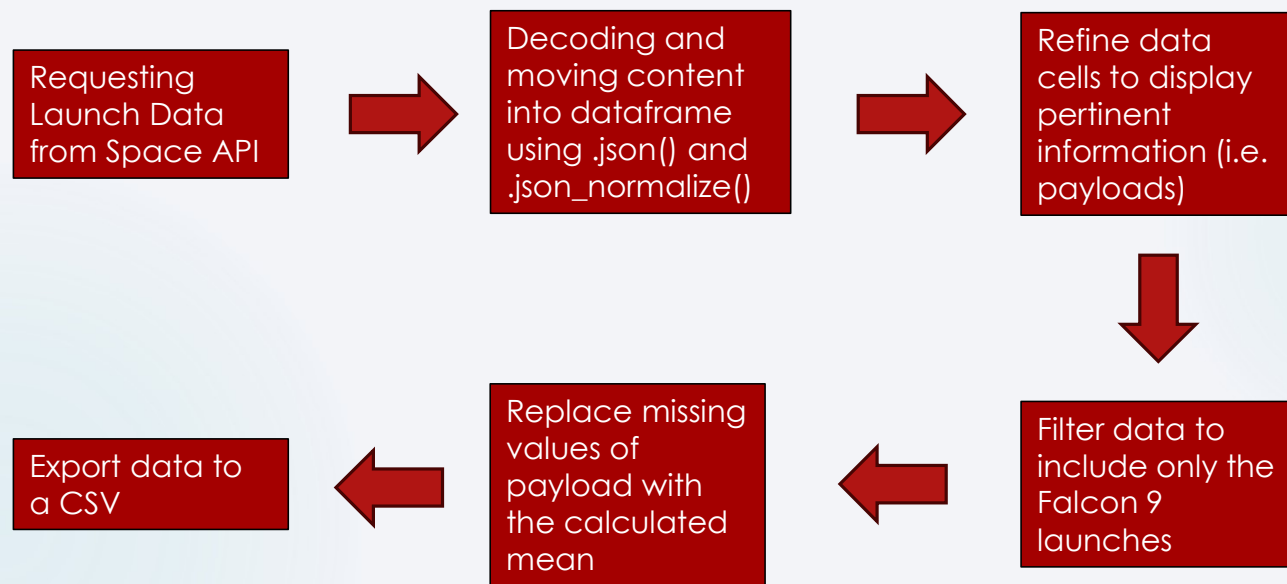 Requesting
Launch Data
from Space API
Decoding and
moving content
into dataframe
using .json() and
.json_normalize()
Refine data
cells to display
pertinent
information (i.e.
payloads)
Filter data to
include only the
Falcon 9
launches
Replace missing
values of
payload with
the calculated
mean
Export data to
a CSV